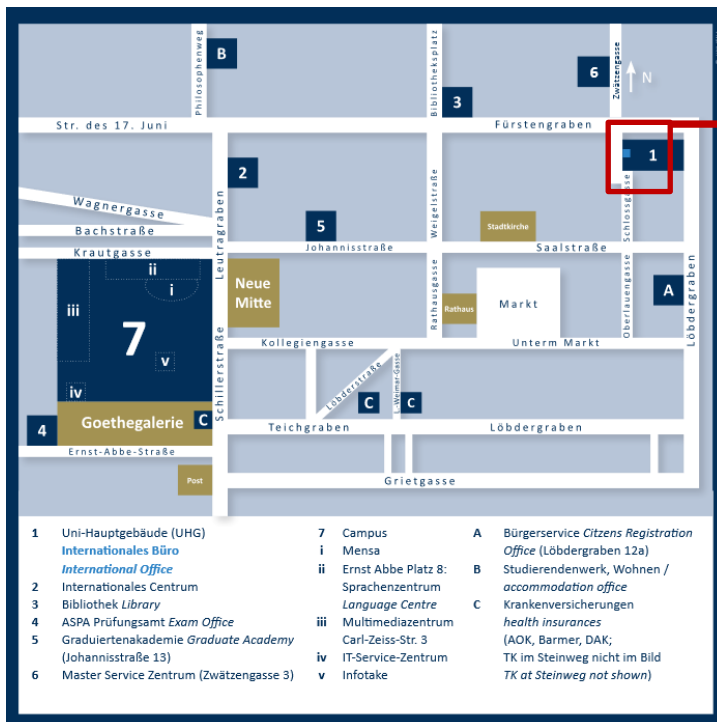 Philosophenweg
B
Bibliotheksplatz
3
6
Zwätzengasse
N
Str. des 17. Juni
Fürstengraben
1
2
Wagnergasse
Bachstraße
Krautgasse
Leutragraben
5
Johannisstraße
Weigelstraße
Stadtkirche
Saalstraße
Schlossgasse
ii
i
iii
7
v
iv
Neue
Mitte
Rathausgasse
Rathaus
Markt
Oberlauengasse
A
Löbdergraben
Kollegiengasse
Unterm Markt
Schillerstraße
Löbderstraße
L.-Weimar-Gasse
C
C
4
Goethegalerie
C
Teichgraben
Löbdergraben
Ernst-Abbe-Straße
Post
Grietgasse
1 Uni-Hauptgebäude (UHG)
Internationales Büro
International Office
2 Internationales Centrum
3 Bibliothek Library
4 ASPA Prüfungsamt Exam Office
5 Graduiertenakademie Graduate Academy
(Johannisstraße 13)
6 Master Service Zentrum (Zwätzengasse 3)
7 Campus
i Mensa
ii Ernst Abbe Platz 8:
Sprachenzentrum
Language Centre
iii Multimediazentrum
Carl-Zeiss-Str. 3
iv IT-Service-Zentrum
v Infotake
A Bürgerservice Citzens Registration
Office (Löbdergraben 12a)
B Studierendenwerk, Wohnen /
accommodation office
C Krankenversicherungen
health insurances
(AOK, Barmer, DAK;
TK im Steinweg nicht im Bild
TK at Steinweg not shown)